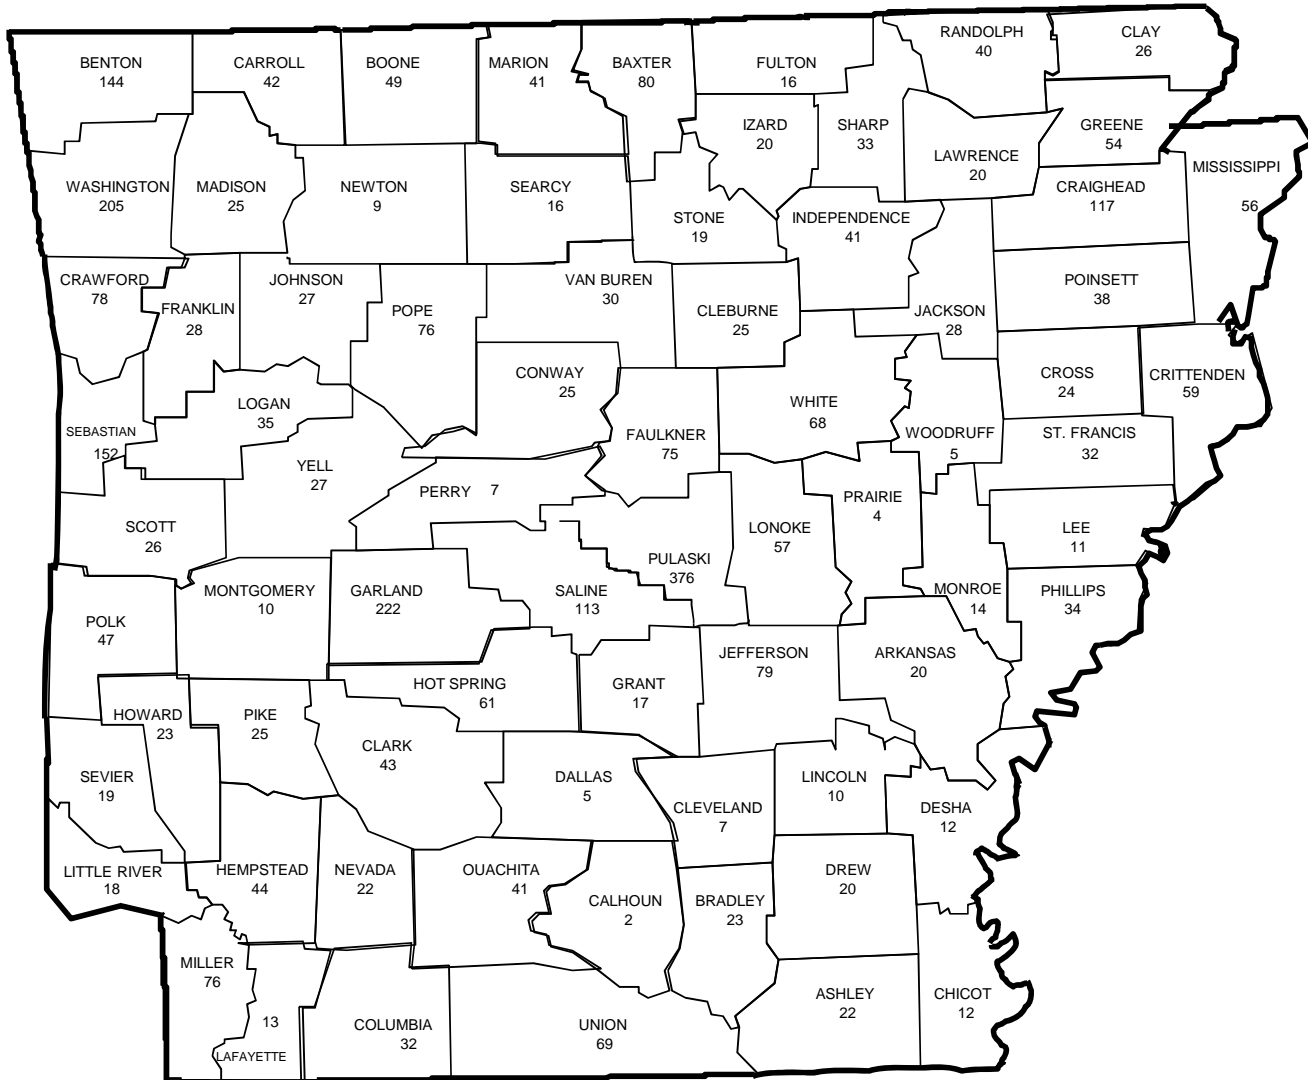 BENTON
144
CARROLL
42
BOONE
49
MARION
41
BAXTER
80
FULTON
16
RANDOLPH
40
CLAY
26
IZARD
20
SHARP
33
LAWRENCE
20
GREENE
54
MISSISSIPPI
56
WASHINGTON
205
MADISON
25
NEWTON
9
SEARCY
16
STONE
19
INDEPENDENCE
41
CRAIGHEAD
117
CRAWFORD
78
FRANKLIN
28
JOHNSON
27
POPE
76
VAN BUREN
30
CLEBURNE
25
JACKSON
28
POINSETT
38
SEBASTIAN
152
LOGAN
35
CONWAY
25
FAULKNER
75
WHITE
68
WOODRUFF
5
CROSS
24
CRITTENDEN
59
ST. FRANCIS
32
SCOTT
26
YELL
27
PERRY 7
PULASKI
376
LONOKE
57
PRAIRIE
4
LEE
11
POLK
47
MONTGOMERY
10
GARLAND
222
SALINE
113
MONROE
14
PHILLIPS
34
HOWARD
23
PIKE
25
HOT SPRING
61
GRANT
17
JEFFERSON
79
ARKANSAS
20
SEVIER
19
CLARK
43
DALLAS
5
CLEVELAND
7
LINCOLN
10
DESHA
12
LITTLE RIVER
18
HEMPSTEAD
44
NEVADA
22
OUACHITA
41
CALHOUN
2
BRADLEY
23
DREW
20
MILLER
76
13
LAFAYETTE
COLUMBIA
32
UNION
69
ASHLEY
22
CHICOT
12